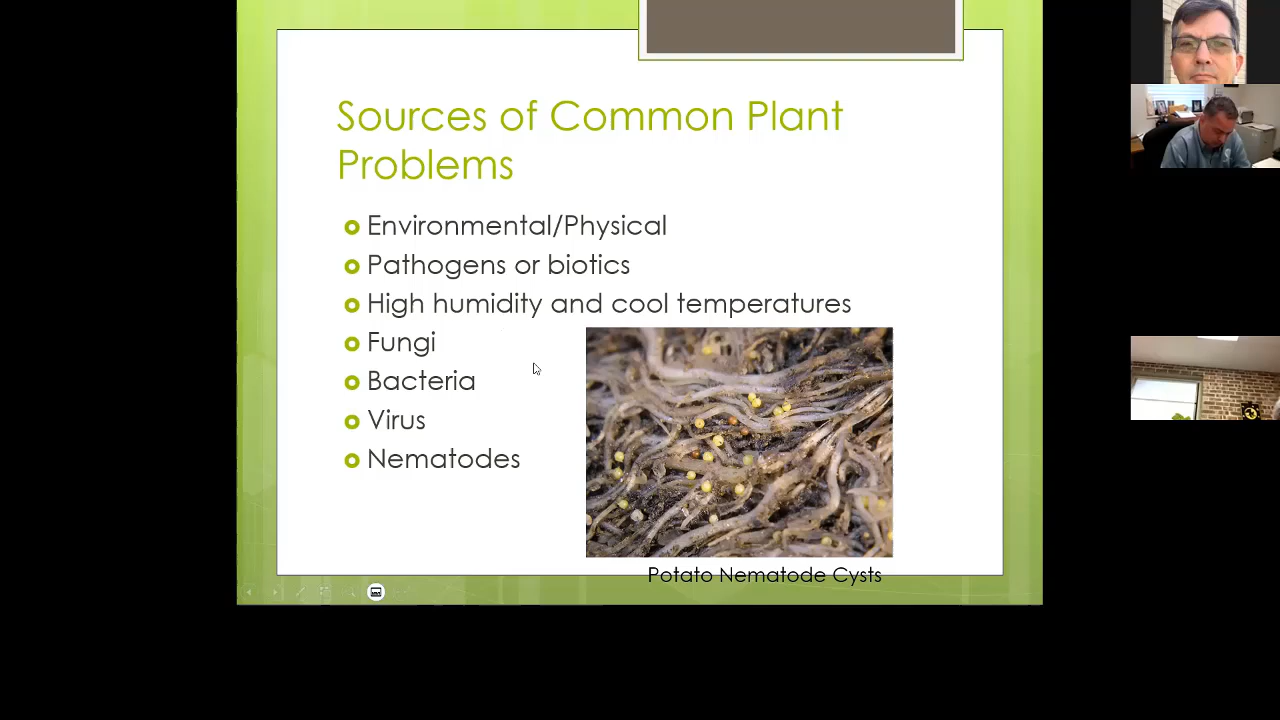 Sources of Common Plant
Problems
Environmental/Physical
Pathogens or biotics
High humidity and cool temperatures
Fungi
Bacteria
Virus
Nematodes
Potato Nematode Cysts